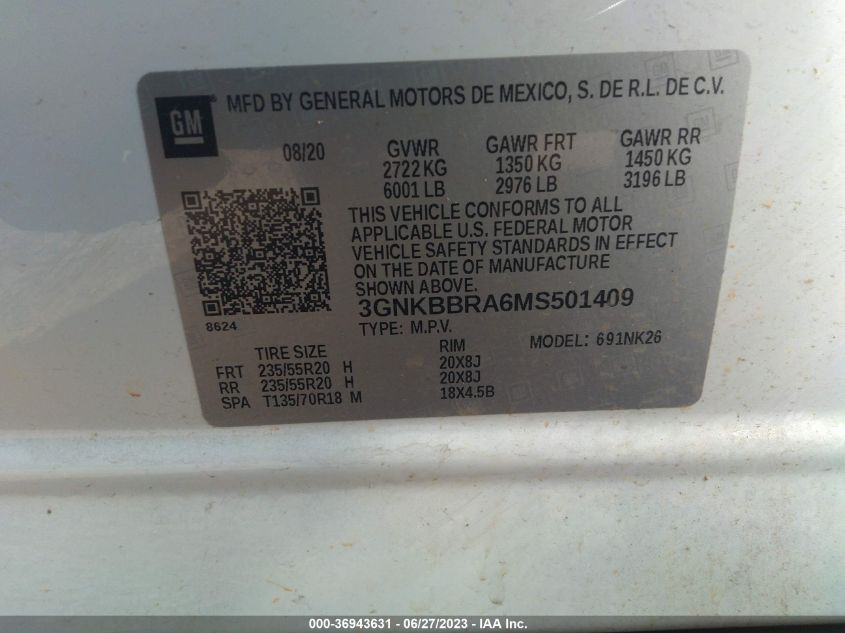 GM
MFD BY GENERAL MOTORS DE MEXICO, S. DE R.L. DE C.V.
08/20
GVWR GAWR FRT GAWR RR
2722 KG 1350 KG 1450 KG
6001 LB 2976 LB 3196 LB
THIS VEHICLE CONFORMS TO ALL
APPLICABLE U.S. FEDERAL MOTOR
VEHICLE SAFETY STANDARDS IN EFFECT
ON THE DATE OF MANUFACTURE
SHOWN ABOVE.
3GNKBBRA6MS501409
8624
TYPE: M.P.V.
MODEL: 691NK26
TIRE SIZE RIM
FRT 235/55R20 H 20X8J
RR 235/55R20 H 20X8J
SPA T135/70R18 M 18X4.5B
000-36943631 - 06/27/2023 - IAA Inc.